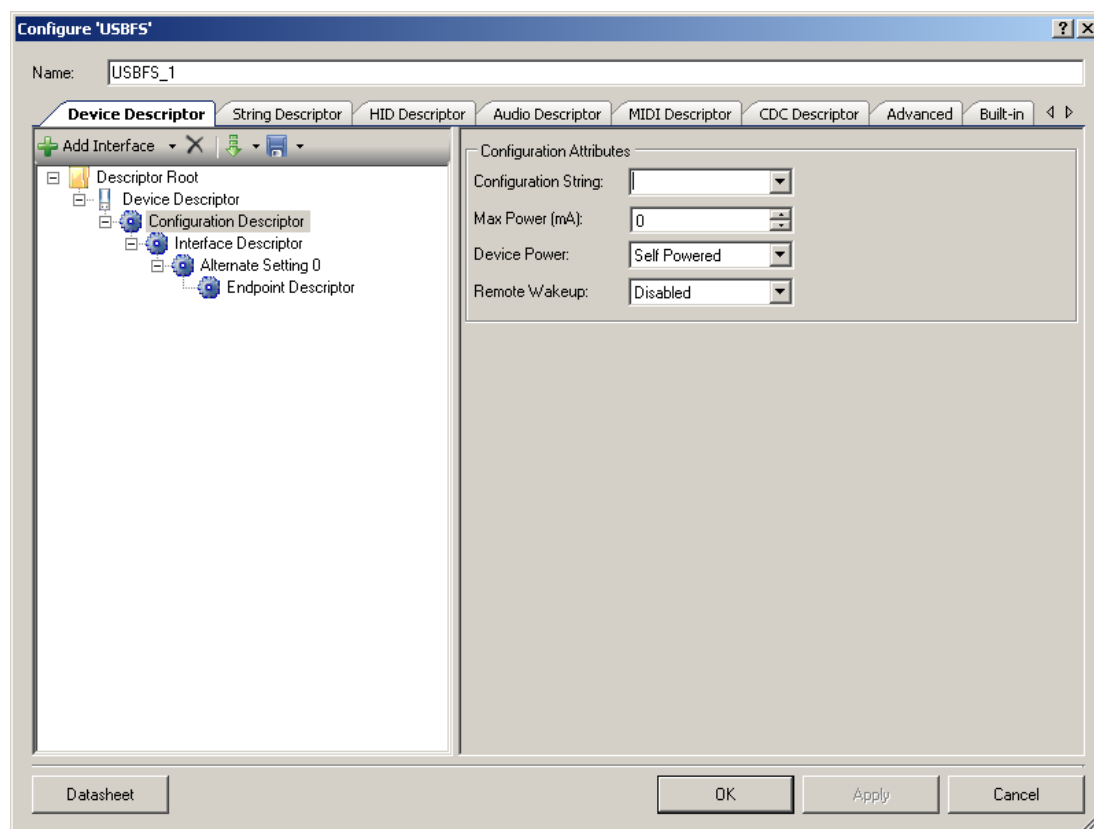 Configure 'USBFS'
Name: USBFS_1
Device Descriptor String Descriptor HID Descriptor Audio Descriptor MIDI Descriptor CDC Descriptor Advanced Built-in
Add Interface
Descriptor Root
Device Descriptor
Configuration Descriptor
Interface Descriptor
Alternate Setting 0
Endpoint Descriptor
Configuration Attributes
Configuration String:
Max Power (mA): 0
Device Power: Self Powered
Remote Wakeup: Disabled
Datasheet OK Apply Cancel